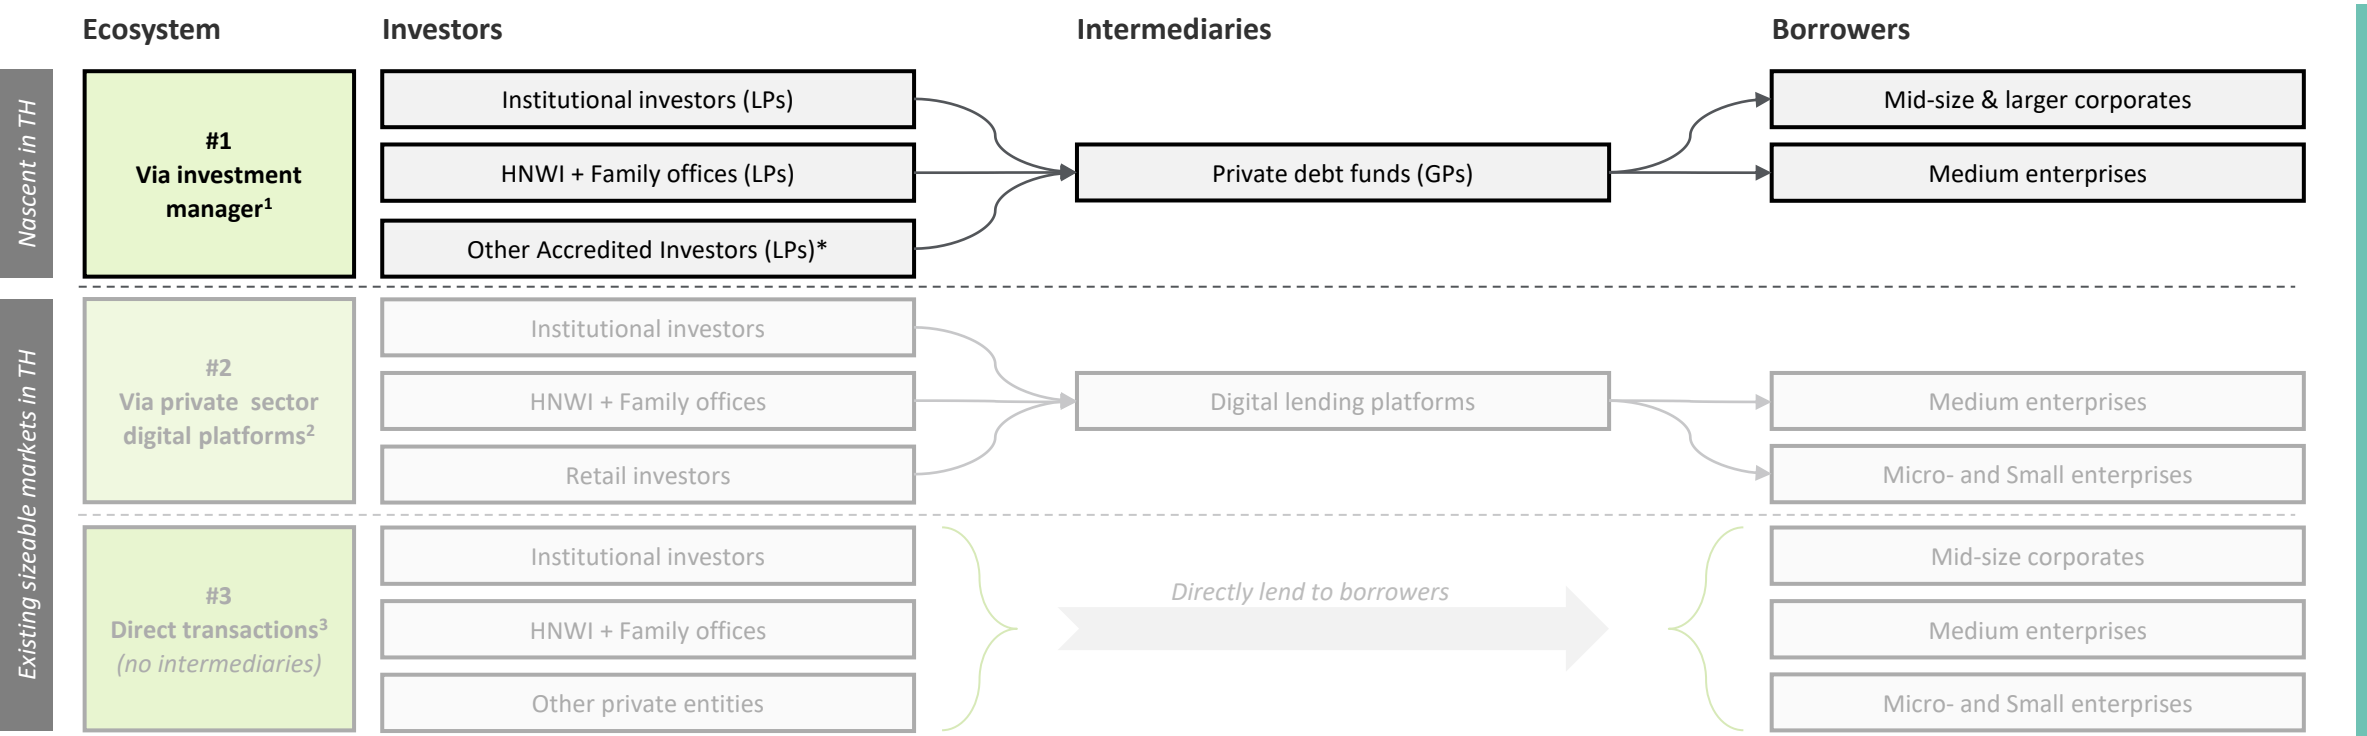 Ecosystem
Investors
Intermediaries
Borrowers
Nascent in TH
#1
Via investment
manager¹
Institutional investors (LPs)
HNWI + Family offices (LPs)
Other Accredited Investors (LPs)*
Private debt funds (GPs)
Mid-size & larger corporates
Medium enterprises
Existing sizeable markets in TH
#2
Via private sector
digital platforms²
Institutional investors
HNWI + Family offices
Retail investors
Digital lending platforms
Medium enterprises
Micro- and Small enterprises
#3
Direct transactions³
(no intermediaries)
Institutional investors
HNWI + Family offices
Other private entities
Directly lend to borrowers
Mid-size corporates
Medium enterprises
Micro- and Small enterprises